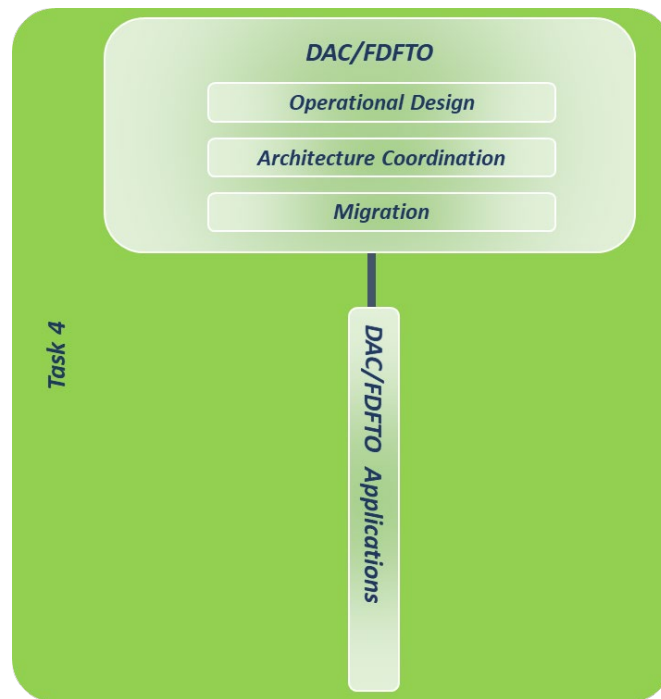 DAC/FDFTO
Operational Design
Architecture Coordination
Migration
Task 4
DAC/FDFTO Applications